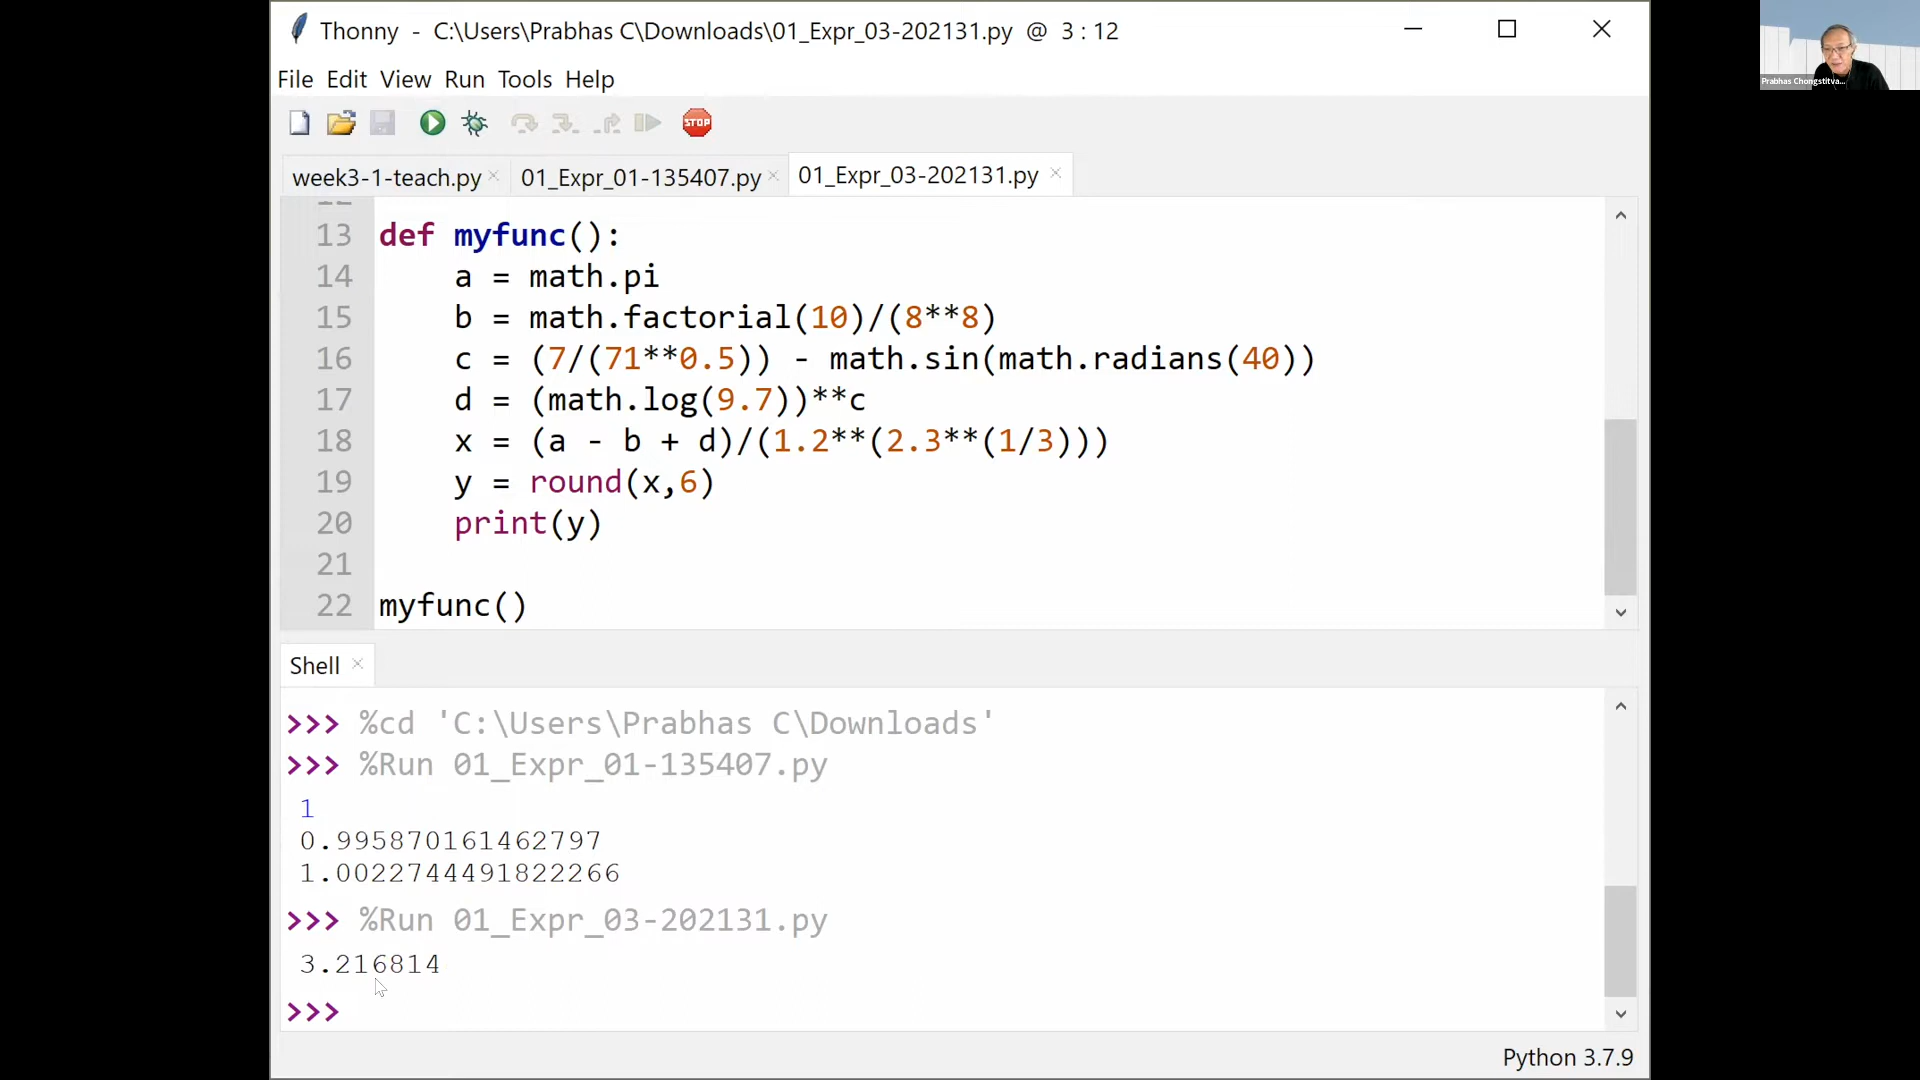 Thonny - C:\Users\Prabhas C\Downloads\01_Expr_03-202131.py @ 3 : 12
File Edit View Run Tools Help
STOP
week3-1-teach.py 01_Expr_01-135407.py 01_Expr_03-202131.py
13 def myfunc():
14 a = math.pi
15 b = math.factorial(10)/(8**8)
16 c = (7/(71**0.5)) - math.sin(math.radians(40))
17 d = (math.log(9.7))**c
18 x = (a - b + d)/(1.2**(2.3**(1/3)))
19 y = round(x,6)
20 print(y)
21
22 myfunc()
Shell
>>> %cd 'C:\Users\Prabhas C\Downloads'
>>> %Run 01_Expr_01-135407.py
1
0.995870161462797
1.0022744491822266
>>> %Run 01_Expr_03-202131.py
3.216814
>>>
Python 3.7.9
Prabhas Chongstitva...